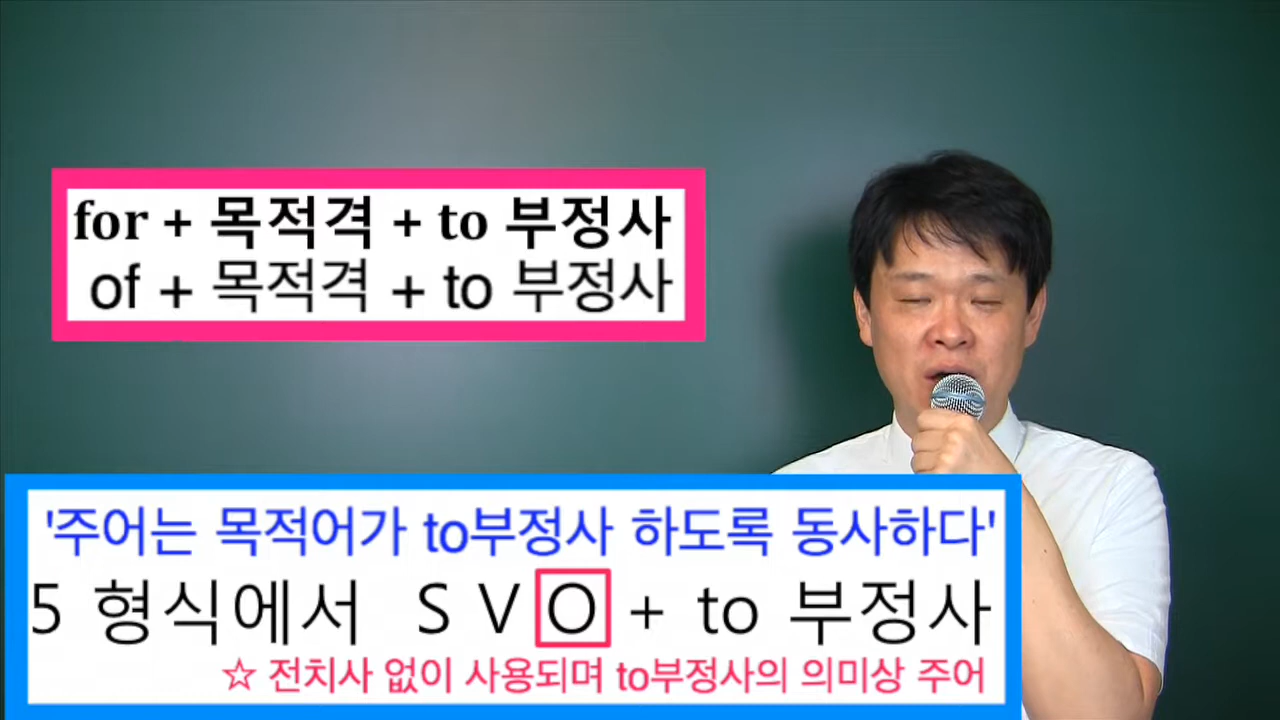 for + 목적격 + to 부정사
of + 목적격 + to 부정사
'주어는 목적어가 to부정사 하도록 동사하다'
5 형식에서 S V O + to 부정사
☆ 전치사 없이 사용되며 to부정사의 의미상 주어